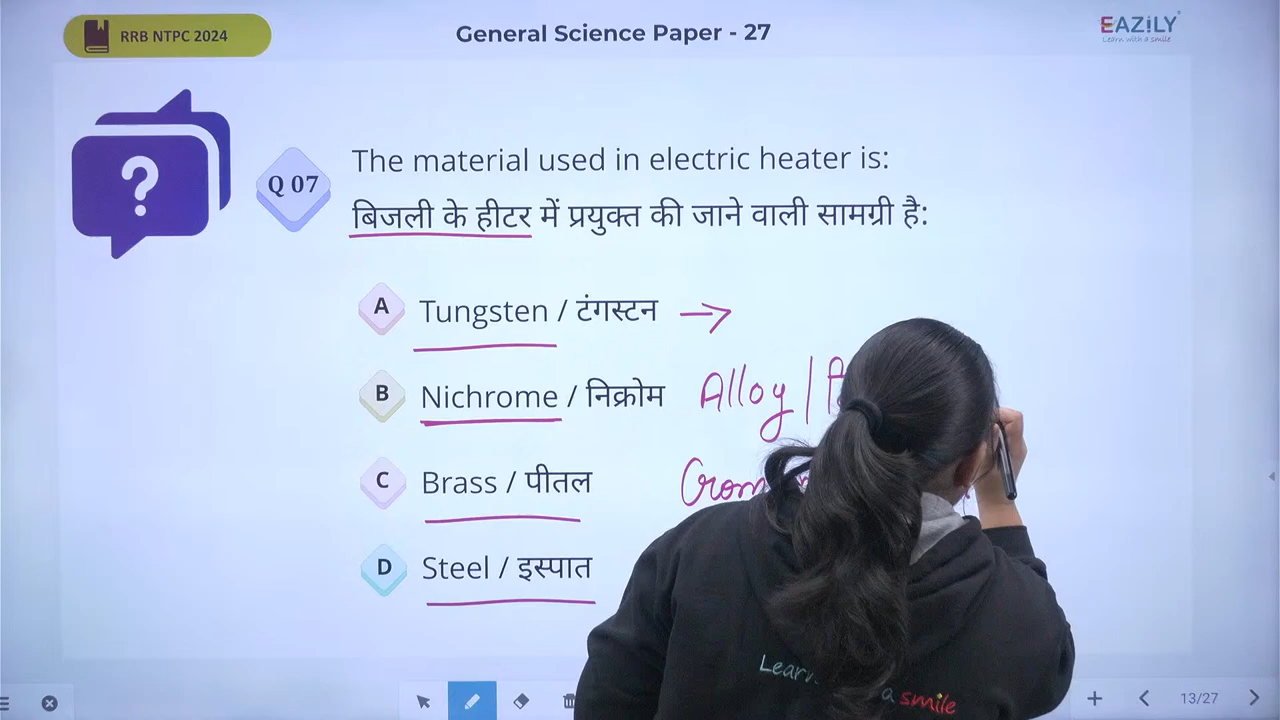 RRB NTPC 2024
General Science Paper - 27
EAZILY
Learn with a smile
Q 07
The material used in electric heater is:
बिजली के हीटर में प्रयुक्त की जाने वाली सामग्री है:
A Tungsten / टंगस्टन →
B Nichrome / निक्रोम Alloy |
C Brass / पीतल
D Steel / इस्पात
Learn a smile
13/27